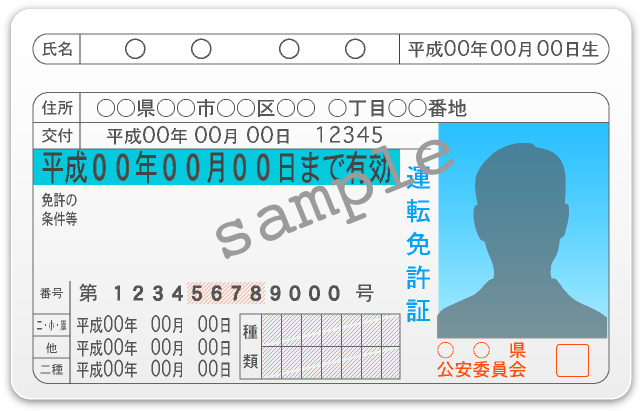 氏名 ○ ○ ○ ○ 平成00年00月00日生
住所 ○○県○○市○○区○○ ○丁目○○番地
交付 平成00年 00月 00日 12345
平成00年00月00日まで有効
免許の
条件等
sample
運転免許証
番号 第 123456789000 号
二・小・原 平成00年 00月 00日
他 平成00年 00月 00日
二種 平成00年 00月 00日
種類
○ ○ 県
公安委員会